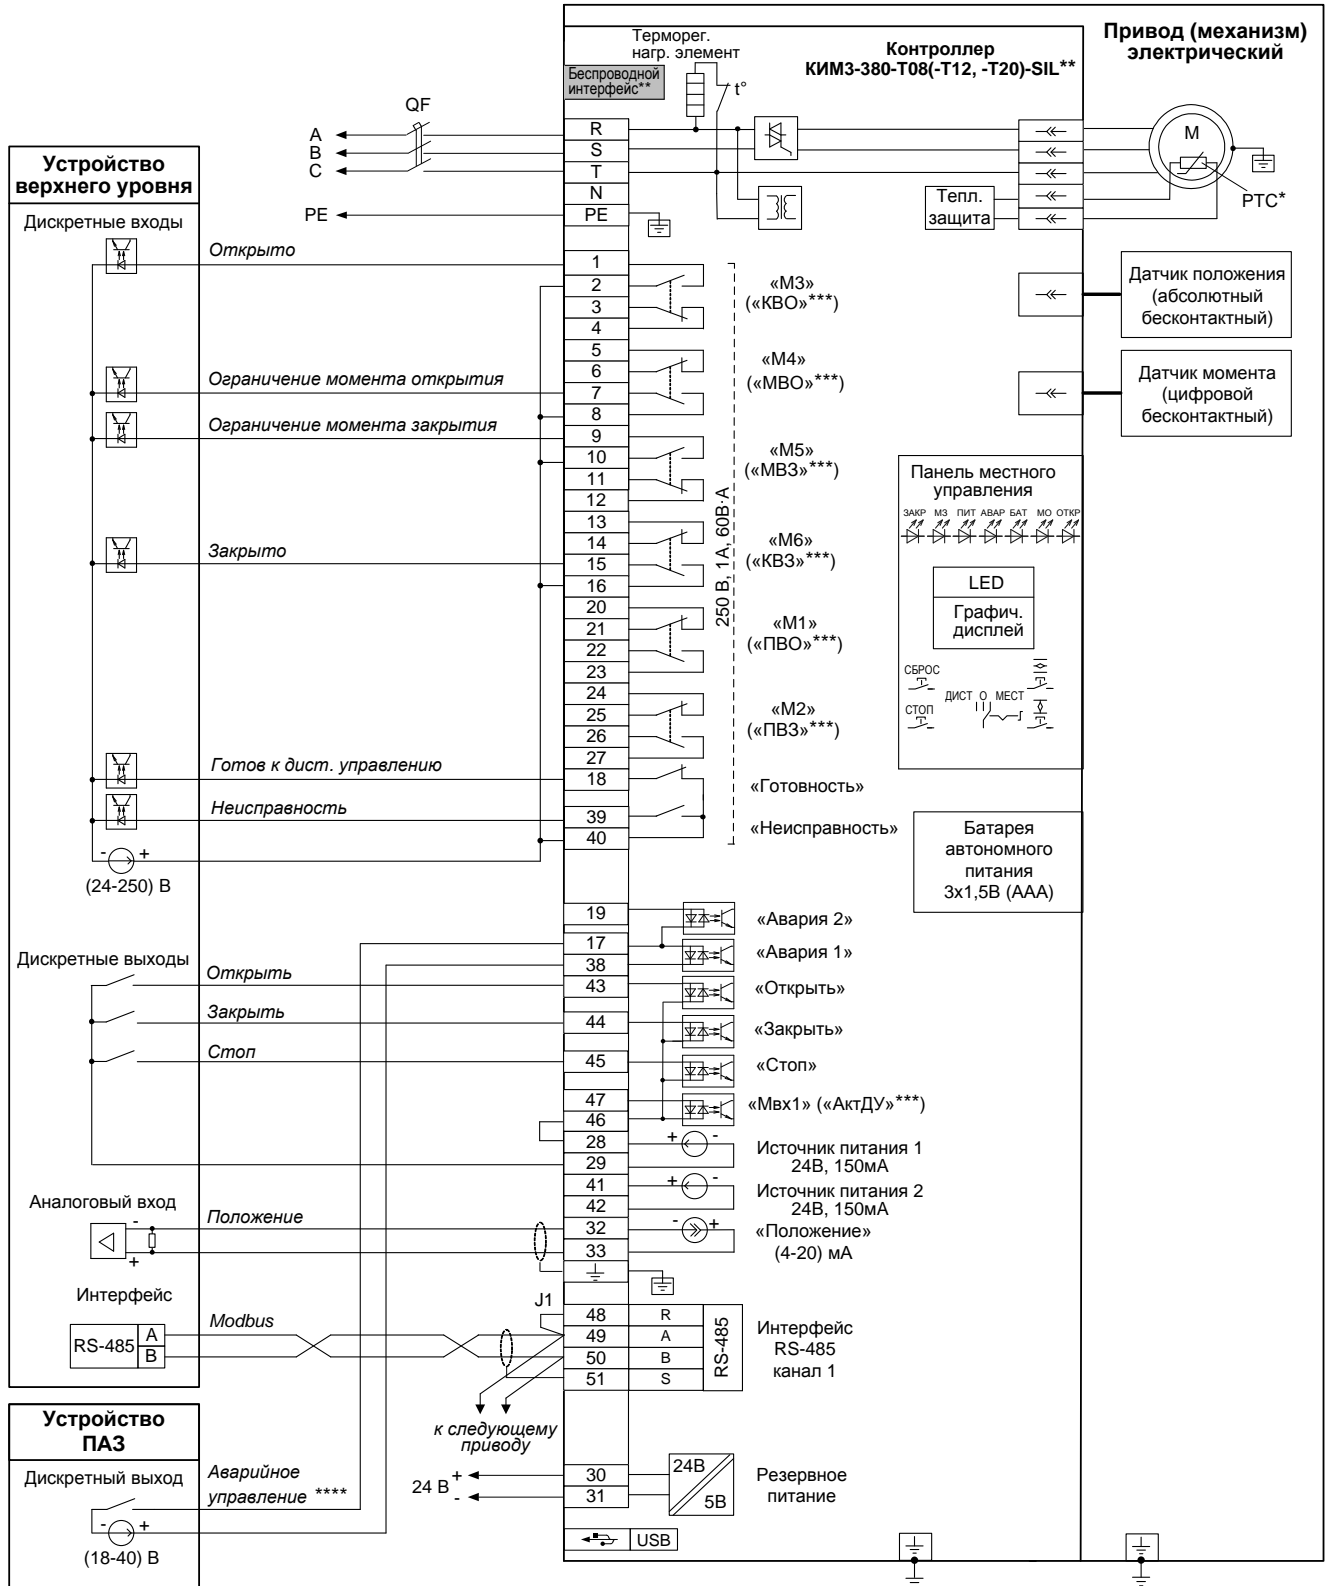 Привод (механизм)
электрический
Контроллер
КИМ3-380-Т08(-Т12, -Т20)-SIL**
Терморег.
нагр. элемент
t°
Беспроводной
интерфейс**
QF
A
B
C
PE
R
S
T
N
PE
Тепл.
защита
M
PTC*
Устройство
верхнего уровня
Дискретные входы
Открыто
Ограничение момента открытия
Ограничение момента закрытия
Закрыто
Готов к дист. управлению
Неисправность
- +
(24-250) В
1
2
3
4
5
6
7
8
9
10
11
12
13
14
15
16
20
21
22
23
24
25
26
27
18
39
40
«М3»
(«КВО»***)
«М4»
(«МВО»***)
«М5»
(«МВЗ»***)
«М6»
(«КВЗ»***)
«М1»
(«ПВО»***)
«М2»
(«ПВЗ»***)
«Готовность»
«Неисправность»
250 В, 1А, 60В·А
Датчик положения
(абсолютный
бесконтактный)
Датчик момента
(цифровой
бесконтактный)
Панель местного
управления
ЗАКР МЗ ПИТ АВАР БАТ МО ОТКР
LED
Графич.
дисплей
СБРОС
СТОП
ДИСТ О МЕСТ
Батарея
автономного
питания
3х1,5В (ААА)
Дискретные выходы
Открыть
Закрыть
Стоп
19
17
38
43
44
45
47
46
28
29
41
42
32
33
«Авария 2»
«Авария 1»
«Открыть»
«Закрыть»
«Стоп»
«Мвх1» («АктДУ»***)
+ -
Источник питания 1
24В, 150мА
+ -
Источник питания 2
24В, 150мА
- +
«Положение»
(4-20) мА
Аналоговый вход
-
+
Положение
Интерфейс
RS-485
A
B
Modbus
J1
48
49
50
51
R
A
B
S
RS-485
Интерфейс
RS-485
канал 1
к следующему
приводу
24 В
+
-
30
31
24В
5В
Резервное
питание
USB
Устройство
ПАЗ
Дискретный выход
Аварийное
управление ****
- +
(18-40) В